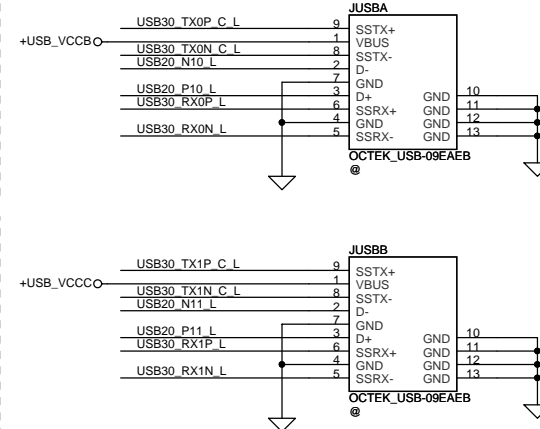 JUSBA
USB30_TX0P_C_L 9 SSTX+
+USB_VCCB 1 VBUS
USB30_TX0N_C_L 8 SSTX-
USB20_N10_L 2 D-
7 GND
USB20_P10_L 3 D+ GND 10
USB30_RX0P_L 6 SSRX+ GND 11
4 GND GND 12
USB30_RX0N_L 5 SSRX- GND 13
OCTEK_USB-09EAEB
@
JUSBB
USB30_TX1P_C_L 9 SSTX+
+USB_VCCC 1 VBUS
USB30_TX1N_C_L 8 SSTX-
USB20_N11_L 2 D-
7 GND
USB20_P11_L 3 D+ GND 10
USB30_RX1P_L 6 SSRX+ GND 11
4 GND GND 12
USB30_RX1N_L 5 SSRX- GND 13
OCTEK_USB-09EAEB
@